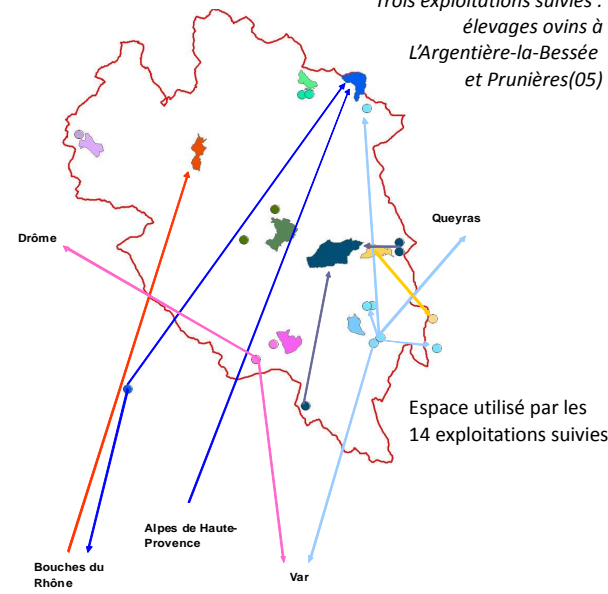 Trois exploitations suivies :
élevages ovins à
L'Argentière-la-Bessée
et Prunières(05)
Queyras
Drôme
Espace utilisé par les
14 exploitations suivies
Alpes de Haute-
Provence
Bouches du
Rhône
Var